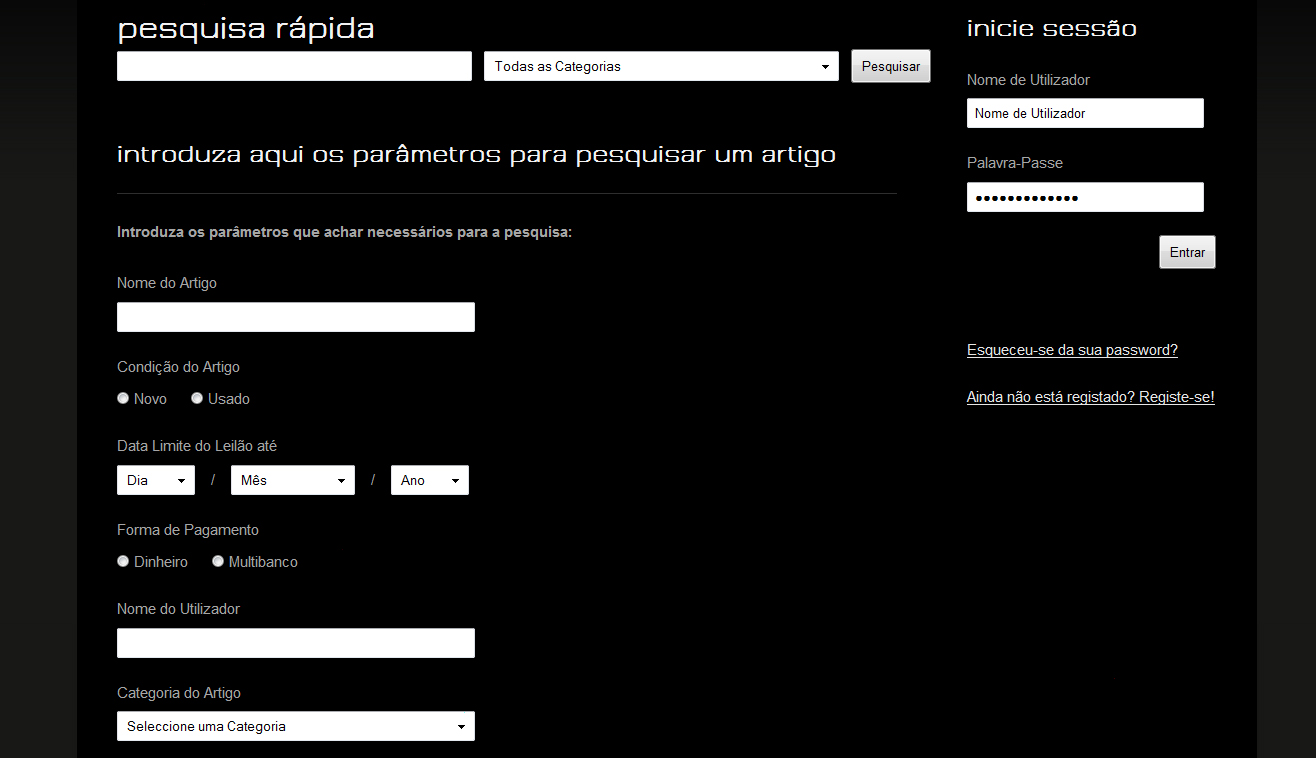 pesquisa rápida
Todas as Categorias
Pesquisar
introduza aqui os parâmetros para pesquisar um artigo
Introduza os parâmetros que achar necessários para a pesquisa:
Nome do Artigo
Condição do Artigo
Novo Usado
Data Limite do Leilão até
Dia / Mês / Ano
Forma de Pagamento
Dinheiro Multibanco
Nome do Utilizador
Categoria do Artigo
Seleccione uma Categoria
inicie sessão
Nome de Utilizador
Nome de Utilizador
Palavra-Passe
•••••••••••••
Entrar
Esqueceu-se da sua password?
Ainda não está registado? Registe-se!